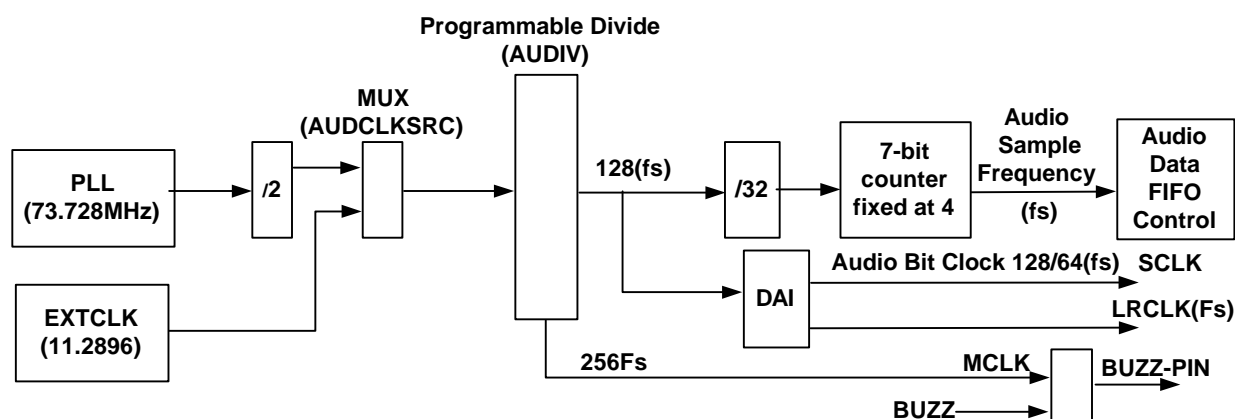 Programmable Divide
(AUDIV)
MUX
(AUDCLKSRC)
PLL
(73.728MHz)
/2
EXTCLK
(11.2896)
128(fs)
/32
7-bit
counter
fixed at 4
Audio
Sample
Frequency
(fs)
Audio
Data
FIFO
Control
DAI
Audio Bit Clock 128/64(fs)
SCLK
LRCLK(Fs)
256Fs
MCLK
BUZZ-PIN
BUZZ